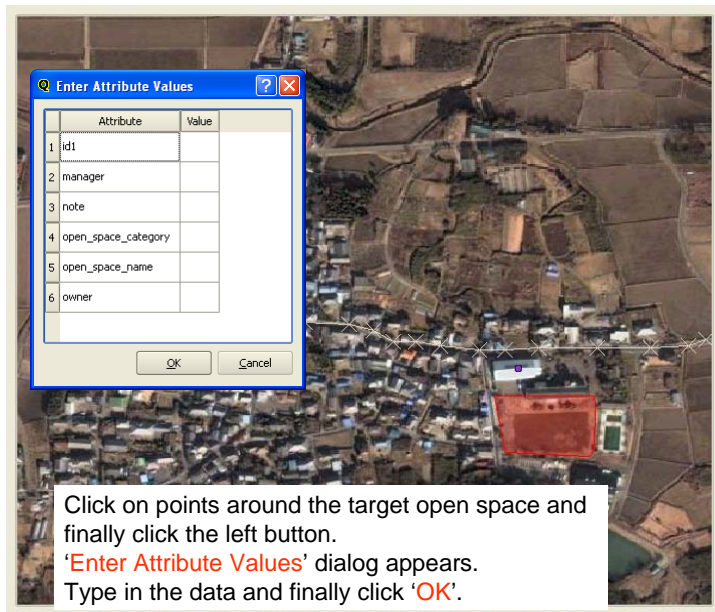 Enter Attribute Values
Attribute Value
1 id1
2 manager
3 note
4 open_space_category
5 open_space_name
6 owner
OK Cancel
Click on points around the target open space and
finally click the left button.
‘Enter Attribute Values’ dialog appears.
Type in the data and finally click ‘OK’.